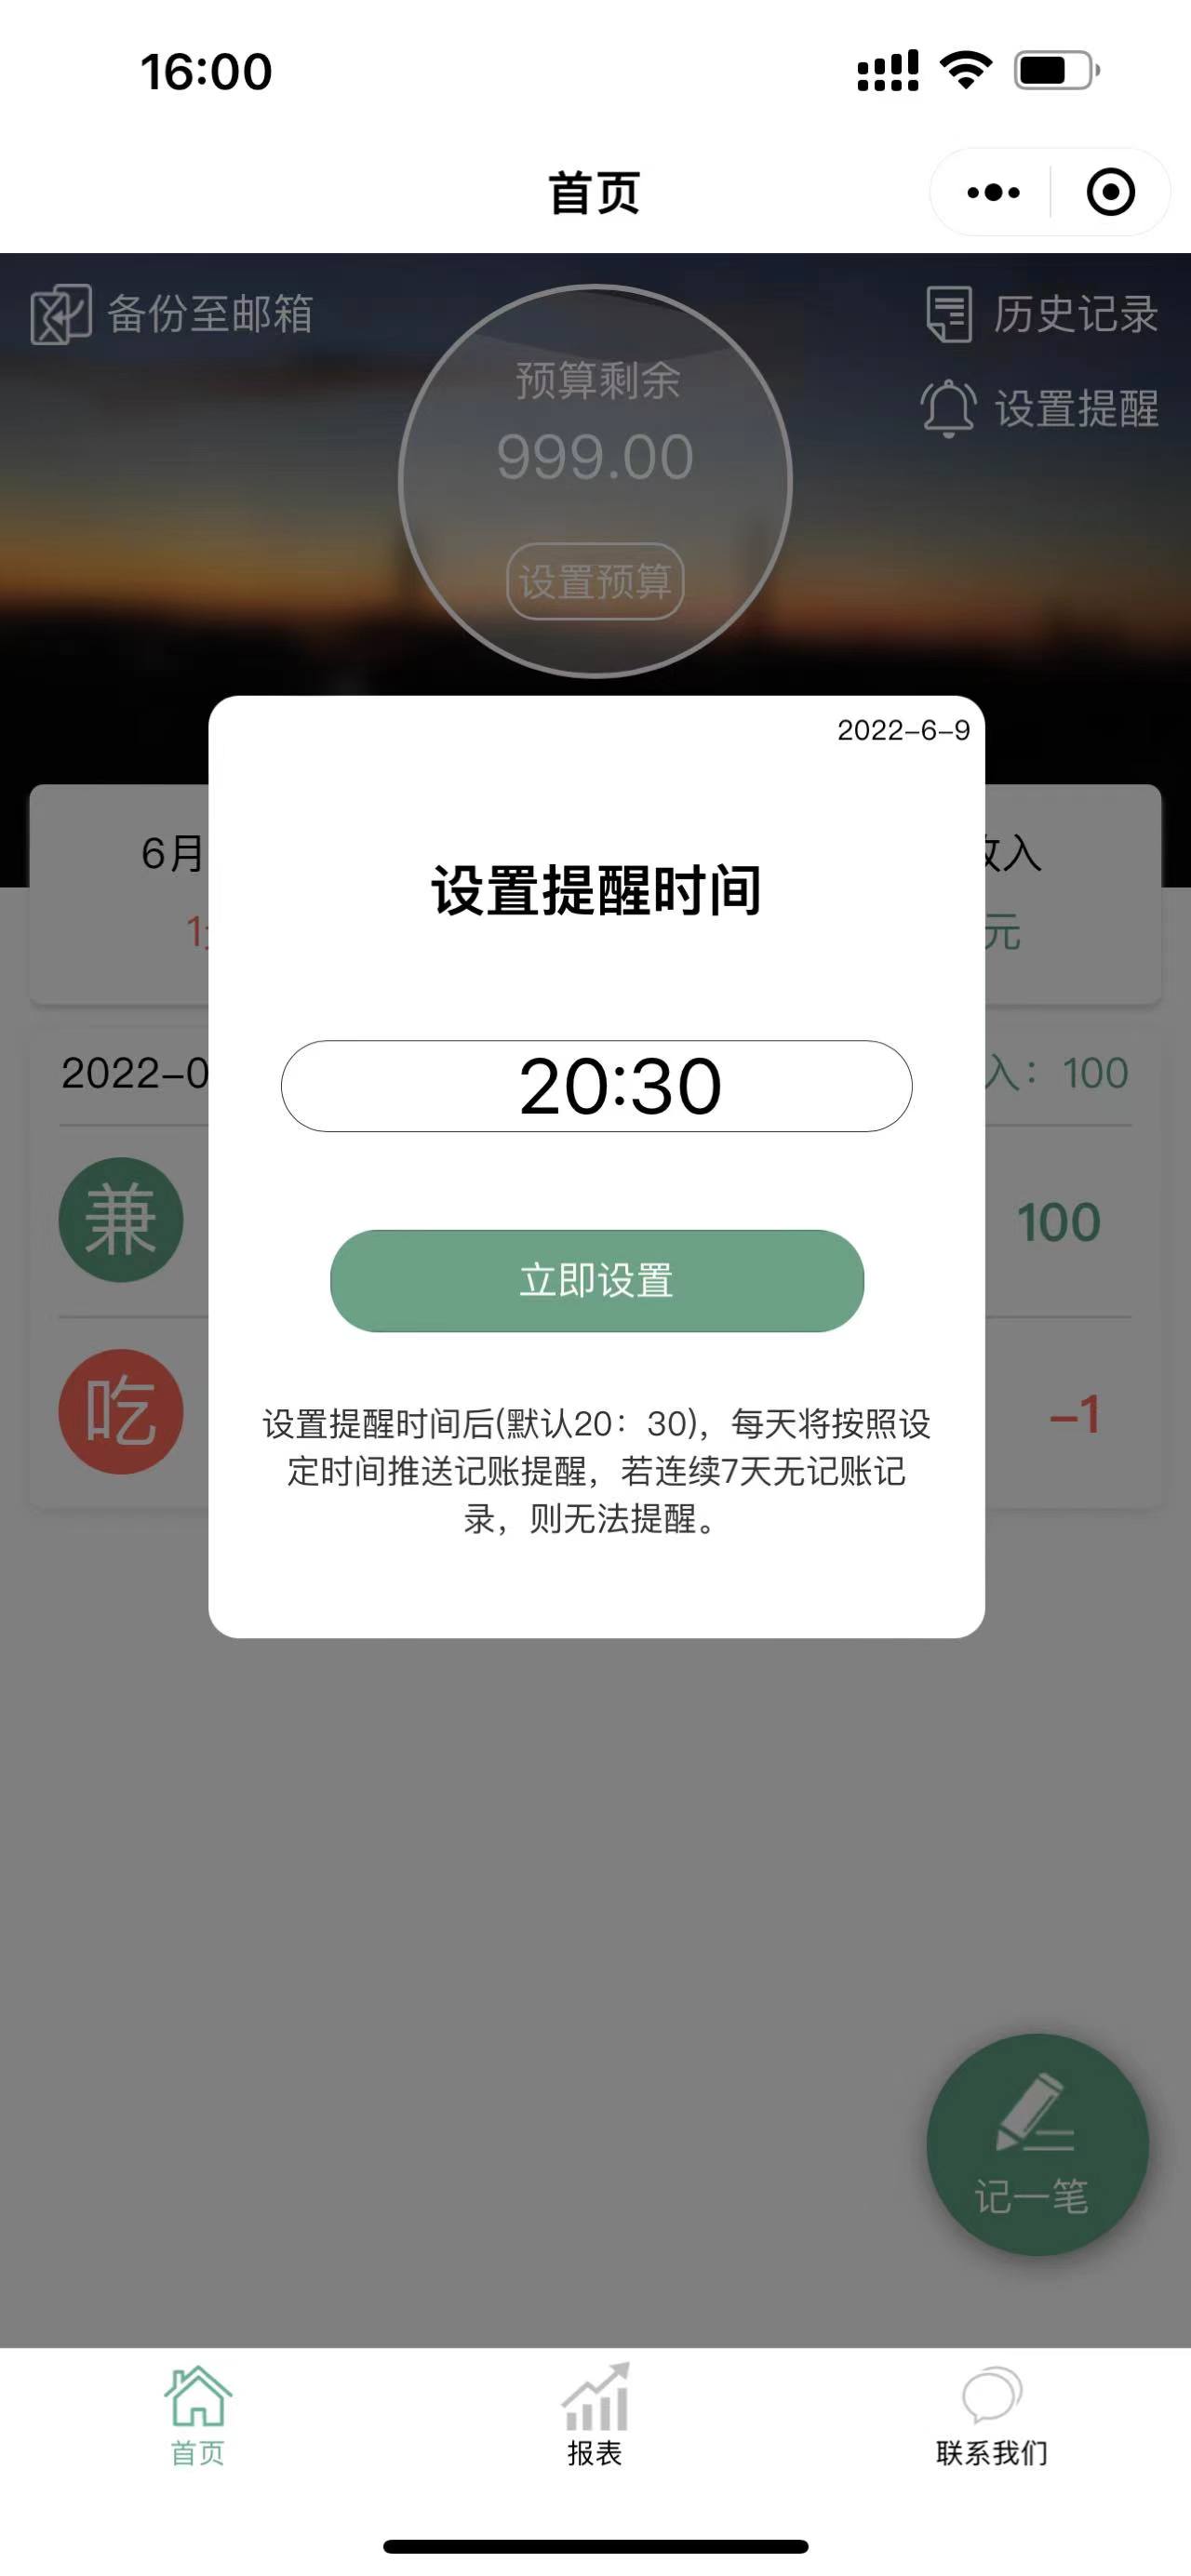 16:00
首页
备份至邮箱
历史记录
预算剩余
设置提醒
999.00
设置预算
2022-6-9
6月
收入
设置提醒时间
元
2022-0
入：100
20:30
兼
100
立即设置
吃
-1
设置提醒时间后(默认20：30)，每天将按照设
定时间推送记账提醒，若连续7天无记账记
录，则无法提醒。
记一笔
首页
报表
联系我们